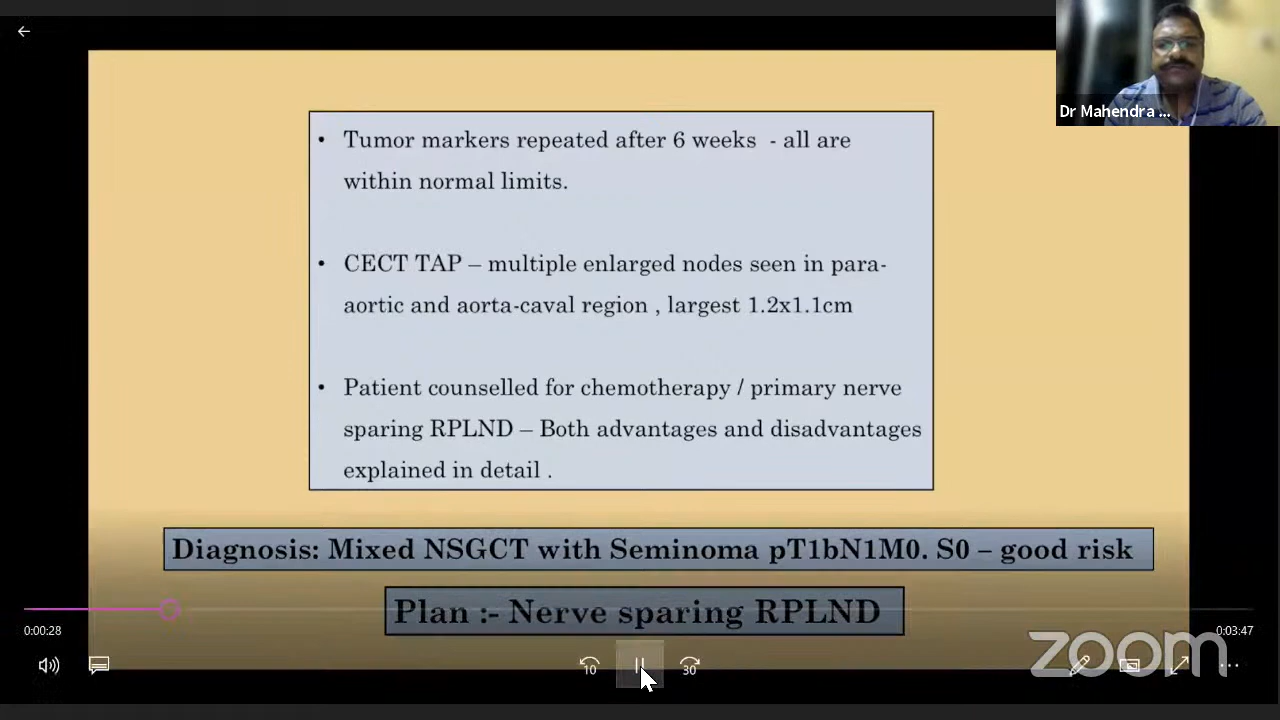 Dr Mahendra ...
• Tumor markers repeated after 6 weeks - all are
within normal limits.
• CECT TAP – multiple enlarged nodes seen in para-
aortic and aorta-caval region , largest 1.2x1.1cm
• Patient counselled for chemotherapy / primary nerve
sparing RPLND – Both advantages and disadvantages
explained in detail .
Diagnosis: Mixed NSGCT with Seminoma pT1bN1M0. S0 – good risk
Plan :- Nerve sparing RPLND
0:00:28
0:03:47
10
30
zoom